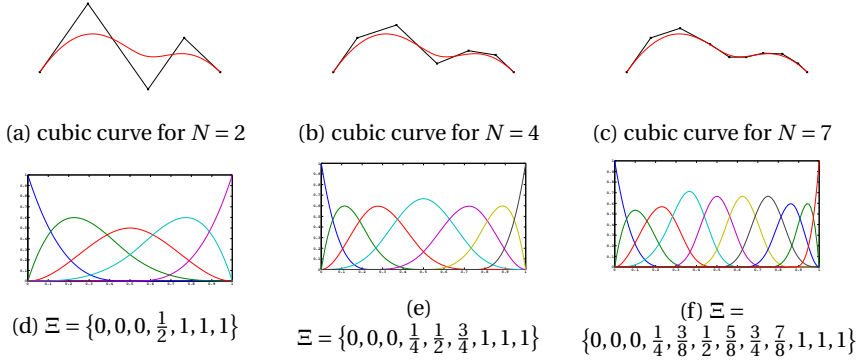 (a) cubic curve for N = 2
(b) cubic curve for N = 4
(c) cubic curve for N = 7
(d) Ξ = {0,0,0,1/2,1,1,1}
(e)
Ξ = {0,0,0,1/4,1/2,3/4,1,1,1}
(f) Ξ =
{0,0,0,1/4,3/8,1/2,5/8,3/4,7/8,1,1,1}